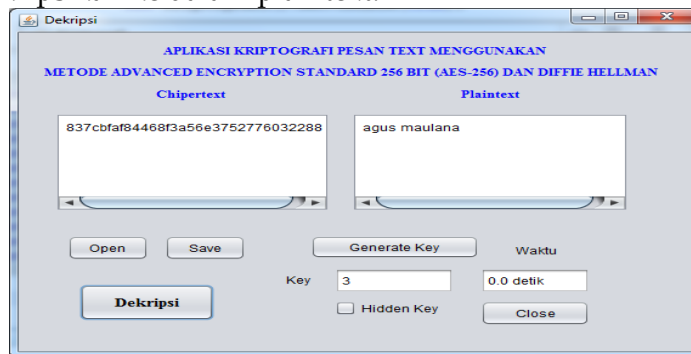 Dekripsi
APLIKASI KRIPTOGRAFI PESAN TEXT MENGGUNAKAN
METODE ADVANCED ENCRYPTION STANDARD 256 BIT (AES-256) DAN DIFFIE HELLMAN
Chipertext Plaintext
837cbfaf84468f3a56e3752776032288 agus maulana
Open Save Generate Key Waktu
Key 3 0.0 detik
Dekripsi Hidden Key Close